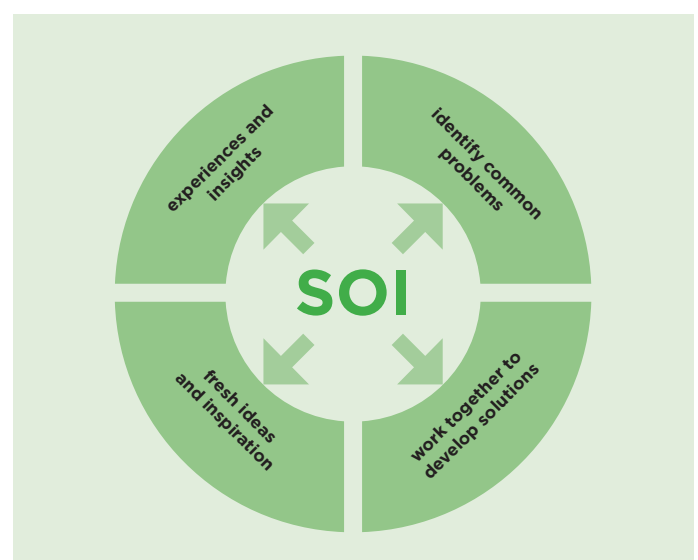 experiences and
insights
identify common
problems
SOI
fresh ideas
and inspiration
work together to
develop solutions